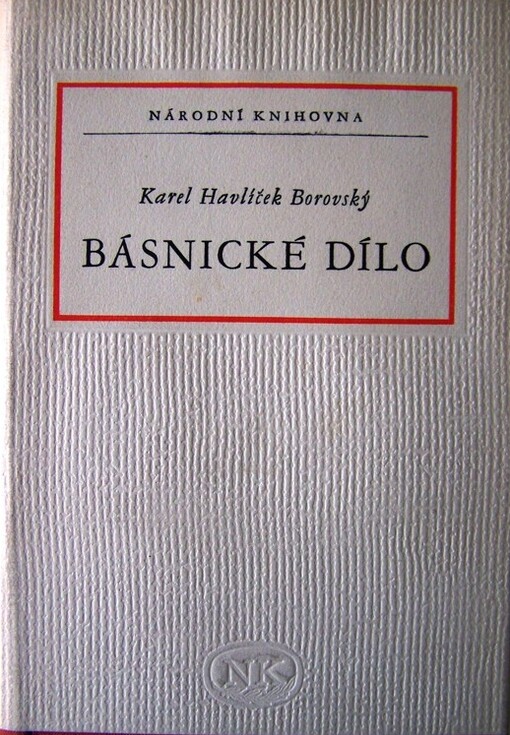 NÁRODNÍ KNIHOVNA
Karel Havlíček Borovský
BÁSNICKÉ DÍLO
NK